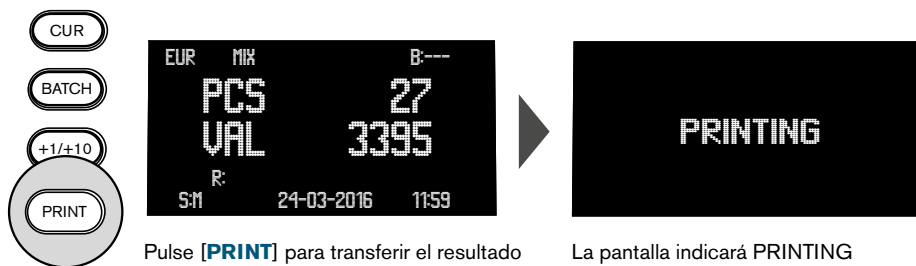 CUR
BATCH
+1/+10
PRINT
EUR MIX B:---
PCS 27
VAL 3395
R:
S:M 24-03-2016 11:59
PRINTING
Pulse [PRINT] para transferir el resultado
La pantalla indicará PRINTING